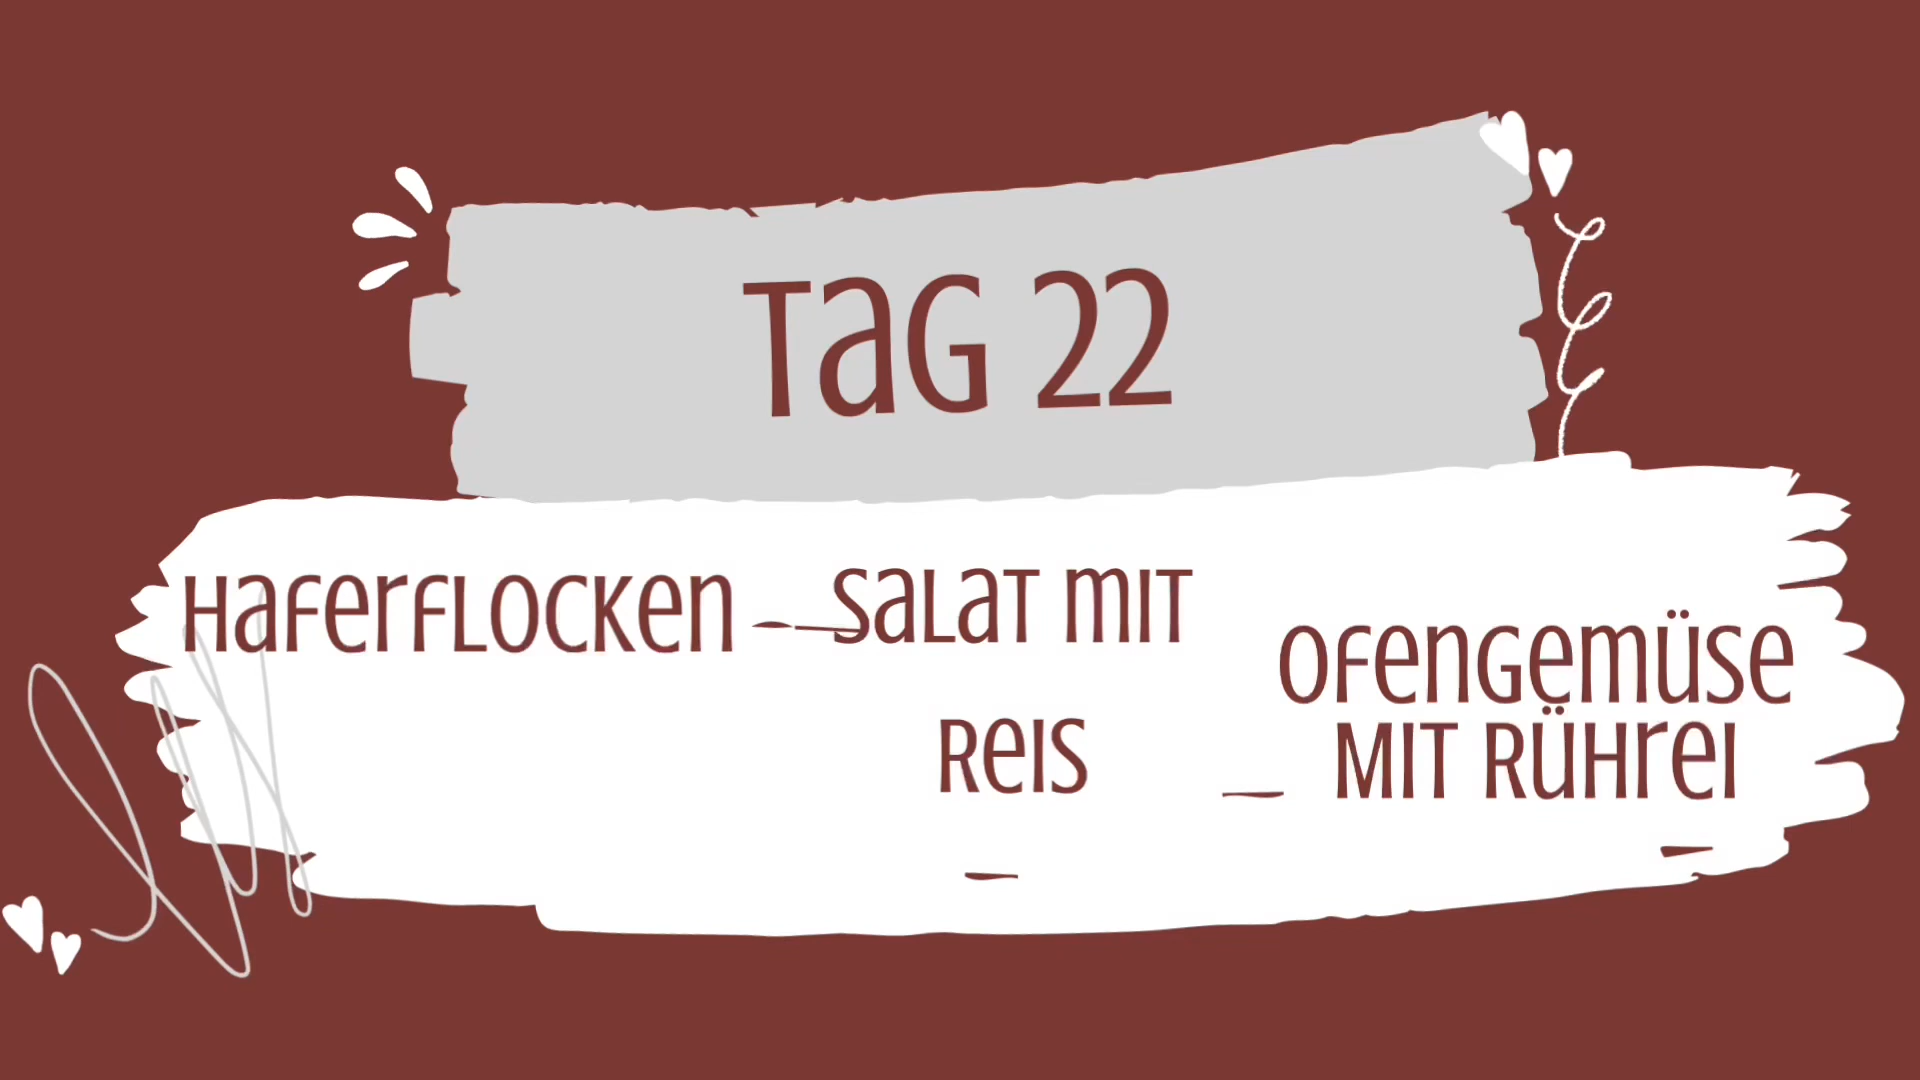 Tag 22
Haferflocken
Salat mit
Reis
Ofengemüse
mit Rührei